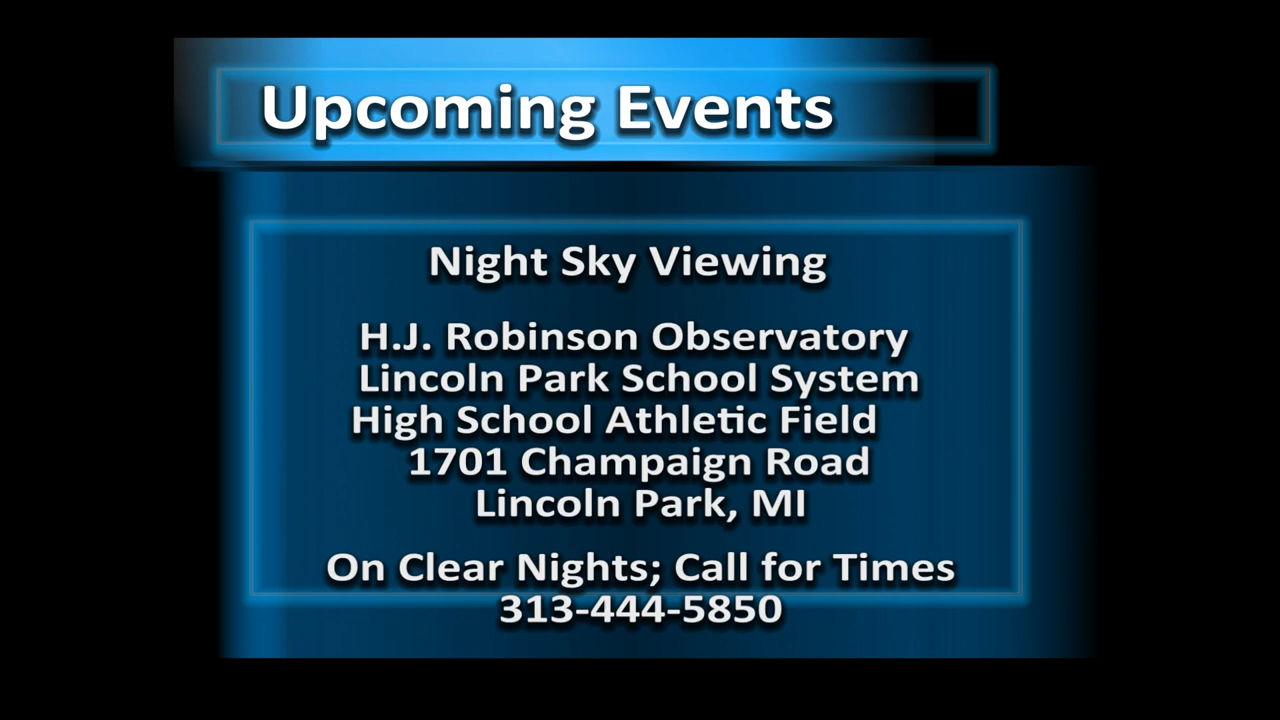 Upcoming Events
Night Sky Viewing
H.J. Robinson Observatory
Lincoln Park School System
High School Athletic Field
1701 Champaign Road
Lincoln Park, MI
On Clear Nights; Call for Times
313-444-5850